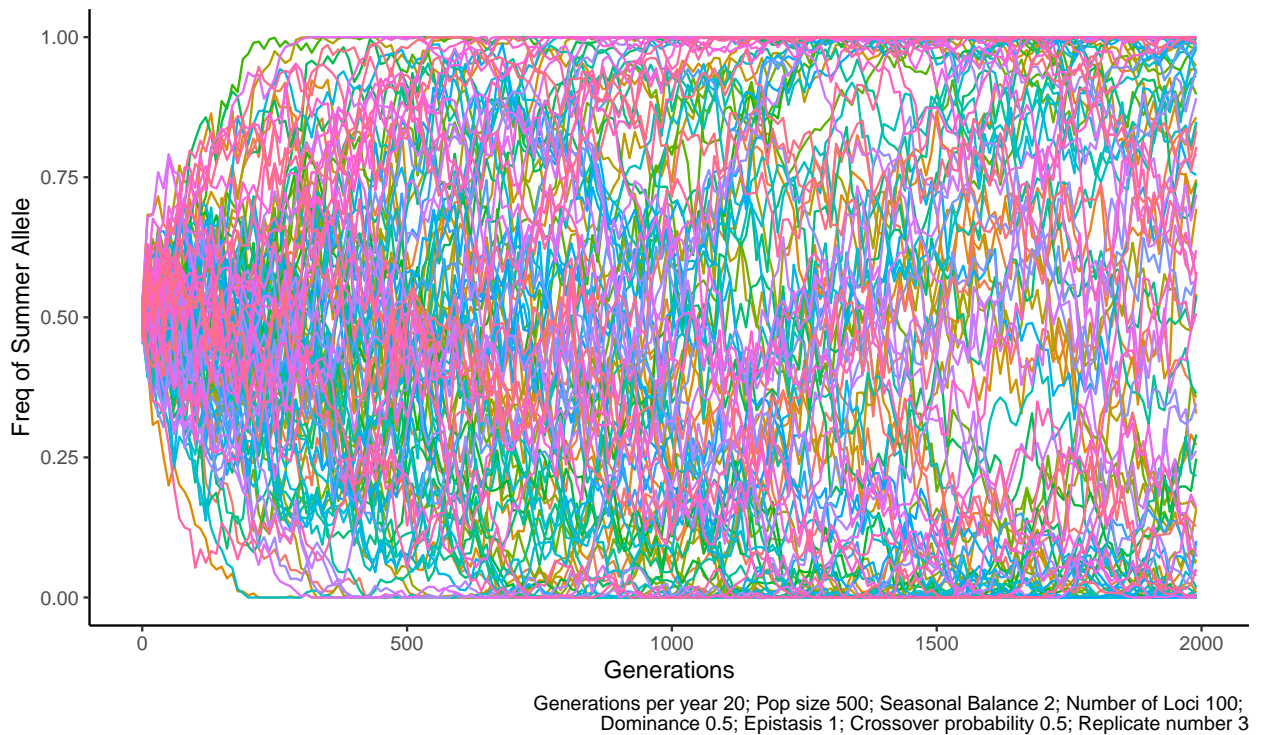 Freq of Summer Allele
1.00
0.75
0.50
0.25
0.00
0 500 1000 1500 2000
Generations
Generations per year 20; Pop size 500; Seasonal Balance 2; Number of Loci 100;
Dominance 0.5; Epistasis 1; Crossover probability 0.5; Replicate number 3